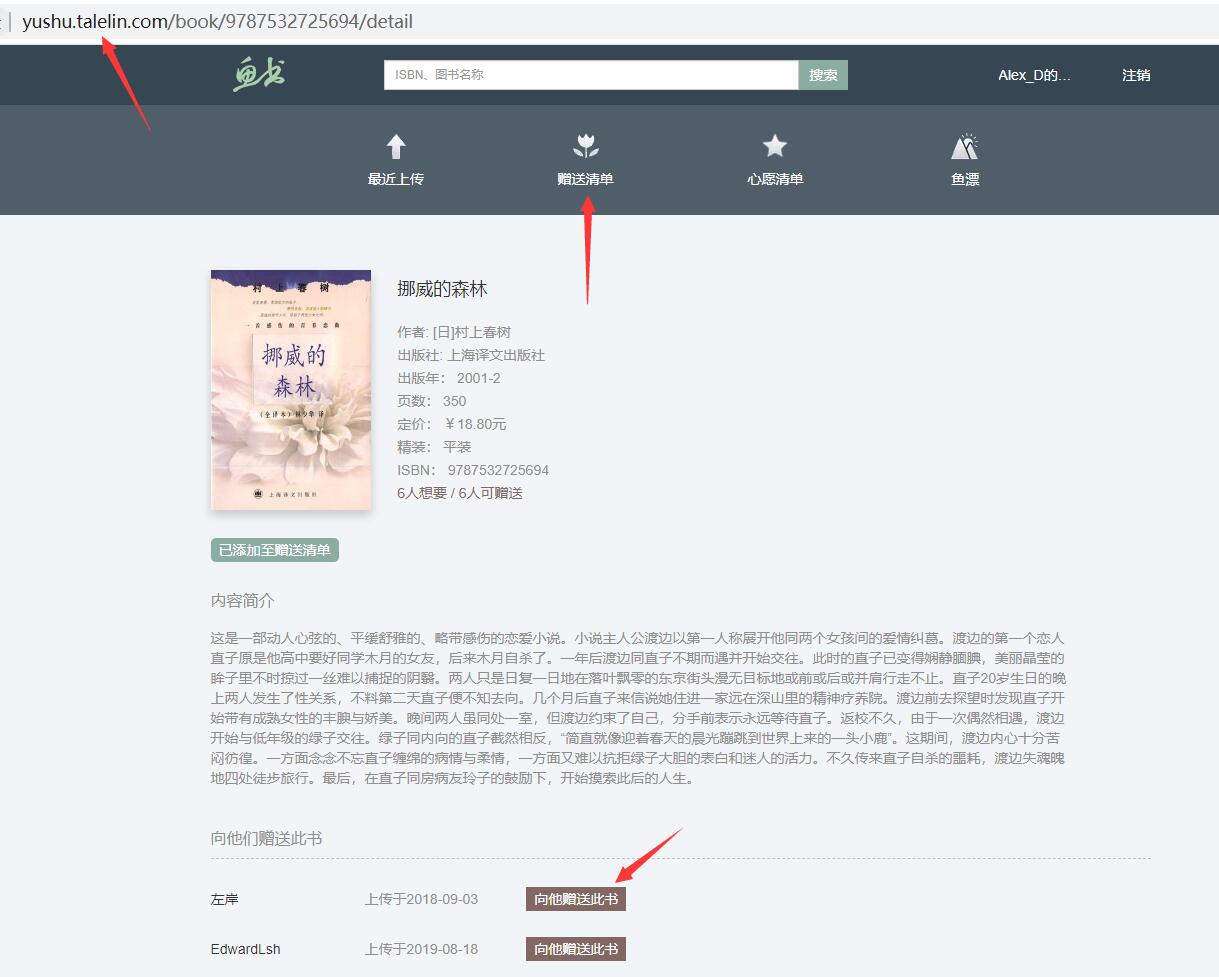 yushu.talelin.com/book/9787532725694/detail
鱼书
ISBN、图书名称
搜索
Alex_D的...
注销
最近上传
赠送清单
心愿清单
鱼漂
村上春树
一首感伤的青春恋曲
挪威的
森林
(全译本) 林少华 译
上海译文出版社
挪威的森林
作者: [日]村上春树
出版社: 上海译文出版社
出版年: 2001-2
页数: 350
定价: ￥18.80元
精装: 平装
ISBN: 9787532725694
6人想要 / 6人可赠送
已添加至赠送清单
内容简介
这是一部动人心弦的、平缓舒雅的、略带感伤的恋爱小说。小说主人公渡边以第一人称展开他同两个女孩间的爱情纠葛。渡边的第一个恋人
直子原是他高中要好同学木月的女友，后来木月自杀了。一年后渡边同直子不期而遇并开始交往。此时的直子已变得娴静腼腆，美丽晶莹的
眸子里不时掠过一丝难以捕捉的阴翳。两人只是日复一日地在落叶飘零的东京街头漫无目标地或前或后或并肩行走不止。直子20岁生日的晚
上两人发生了性关系，不料第二天直子便不知去向。几个月后直子来信说她住进一家远在深山里的精神疗养院。渡边前去探望时发现直子开
始带有成熟女性的丰腴与娇美。晚间两人虽同处一室，但渡边约束了自己，分手前表示永远等待直子。返校不久，由于一次偶然相遇，渡边
开始与低年级的绿子交往。绿子同内向的直子截然相反，“简直就像迎着春天的晨光蹦跳到世界上来的一头小鹿”。这期间，渡边内心十分苦
闷彷徨。一方面念念不忘直子缠绵的病情与柔情，一方面又难以抗拒绿子大胆的表白和迷人的活力。不久传来直子自杀的噩耗，渡边失魂魄
地四处徒步旅行。最后，在直子同房病友玲子的鼓励下，开始摸索此后的人生。
向他们赠送此书
左岸 上传于2018-09-03 向他赠送此书
EdwardLsh 上传于2019-08-18 向他赠送此书